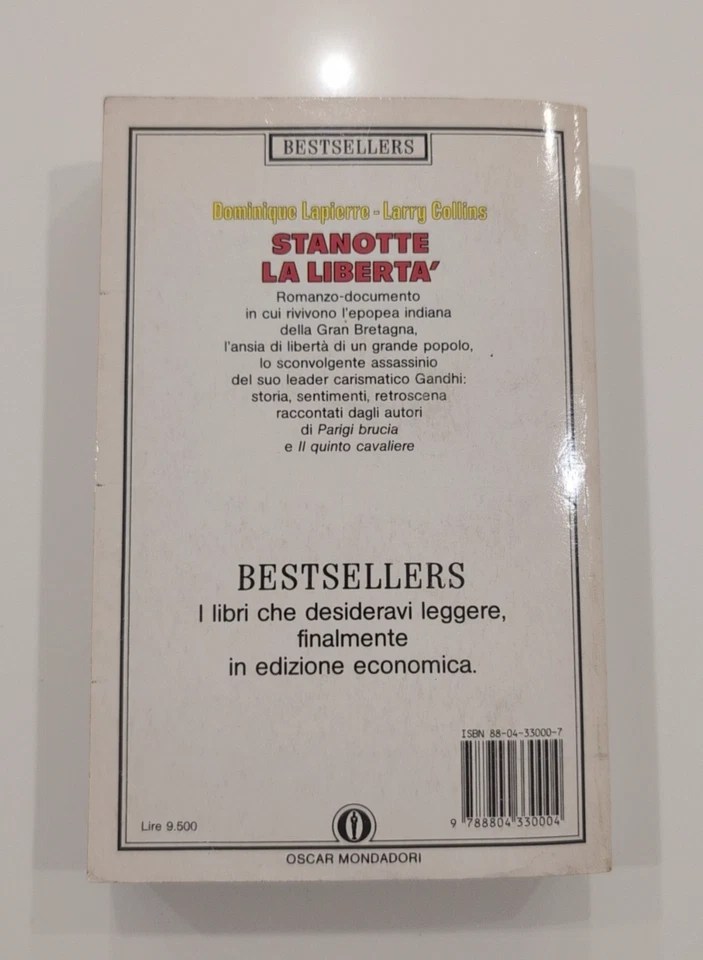 BESTSELLERS
Dominique Lapierre - Larry Collins
STANOTTE
LA LIBERTA'
Romanzo-documento
in cui rivivono l'epopea indiana
della Gran Bretagna,
l'ansia di libertà di un grande popolo,
lo sconvolgente assassinio
del suo leader carismatico Gandhi:
storia, sentimenti, retroscena
raccontati dagli autori
di Parigi brucia
e Il quinto cavaliere
BESTSELLERS
I libri che desideravi leggere,
finalmente
in edizione economica.
ISBN 88-04-33000-7
9 788804 330004
Lire 9.500
OSCAR MONDADORI